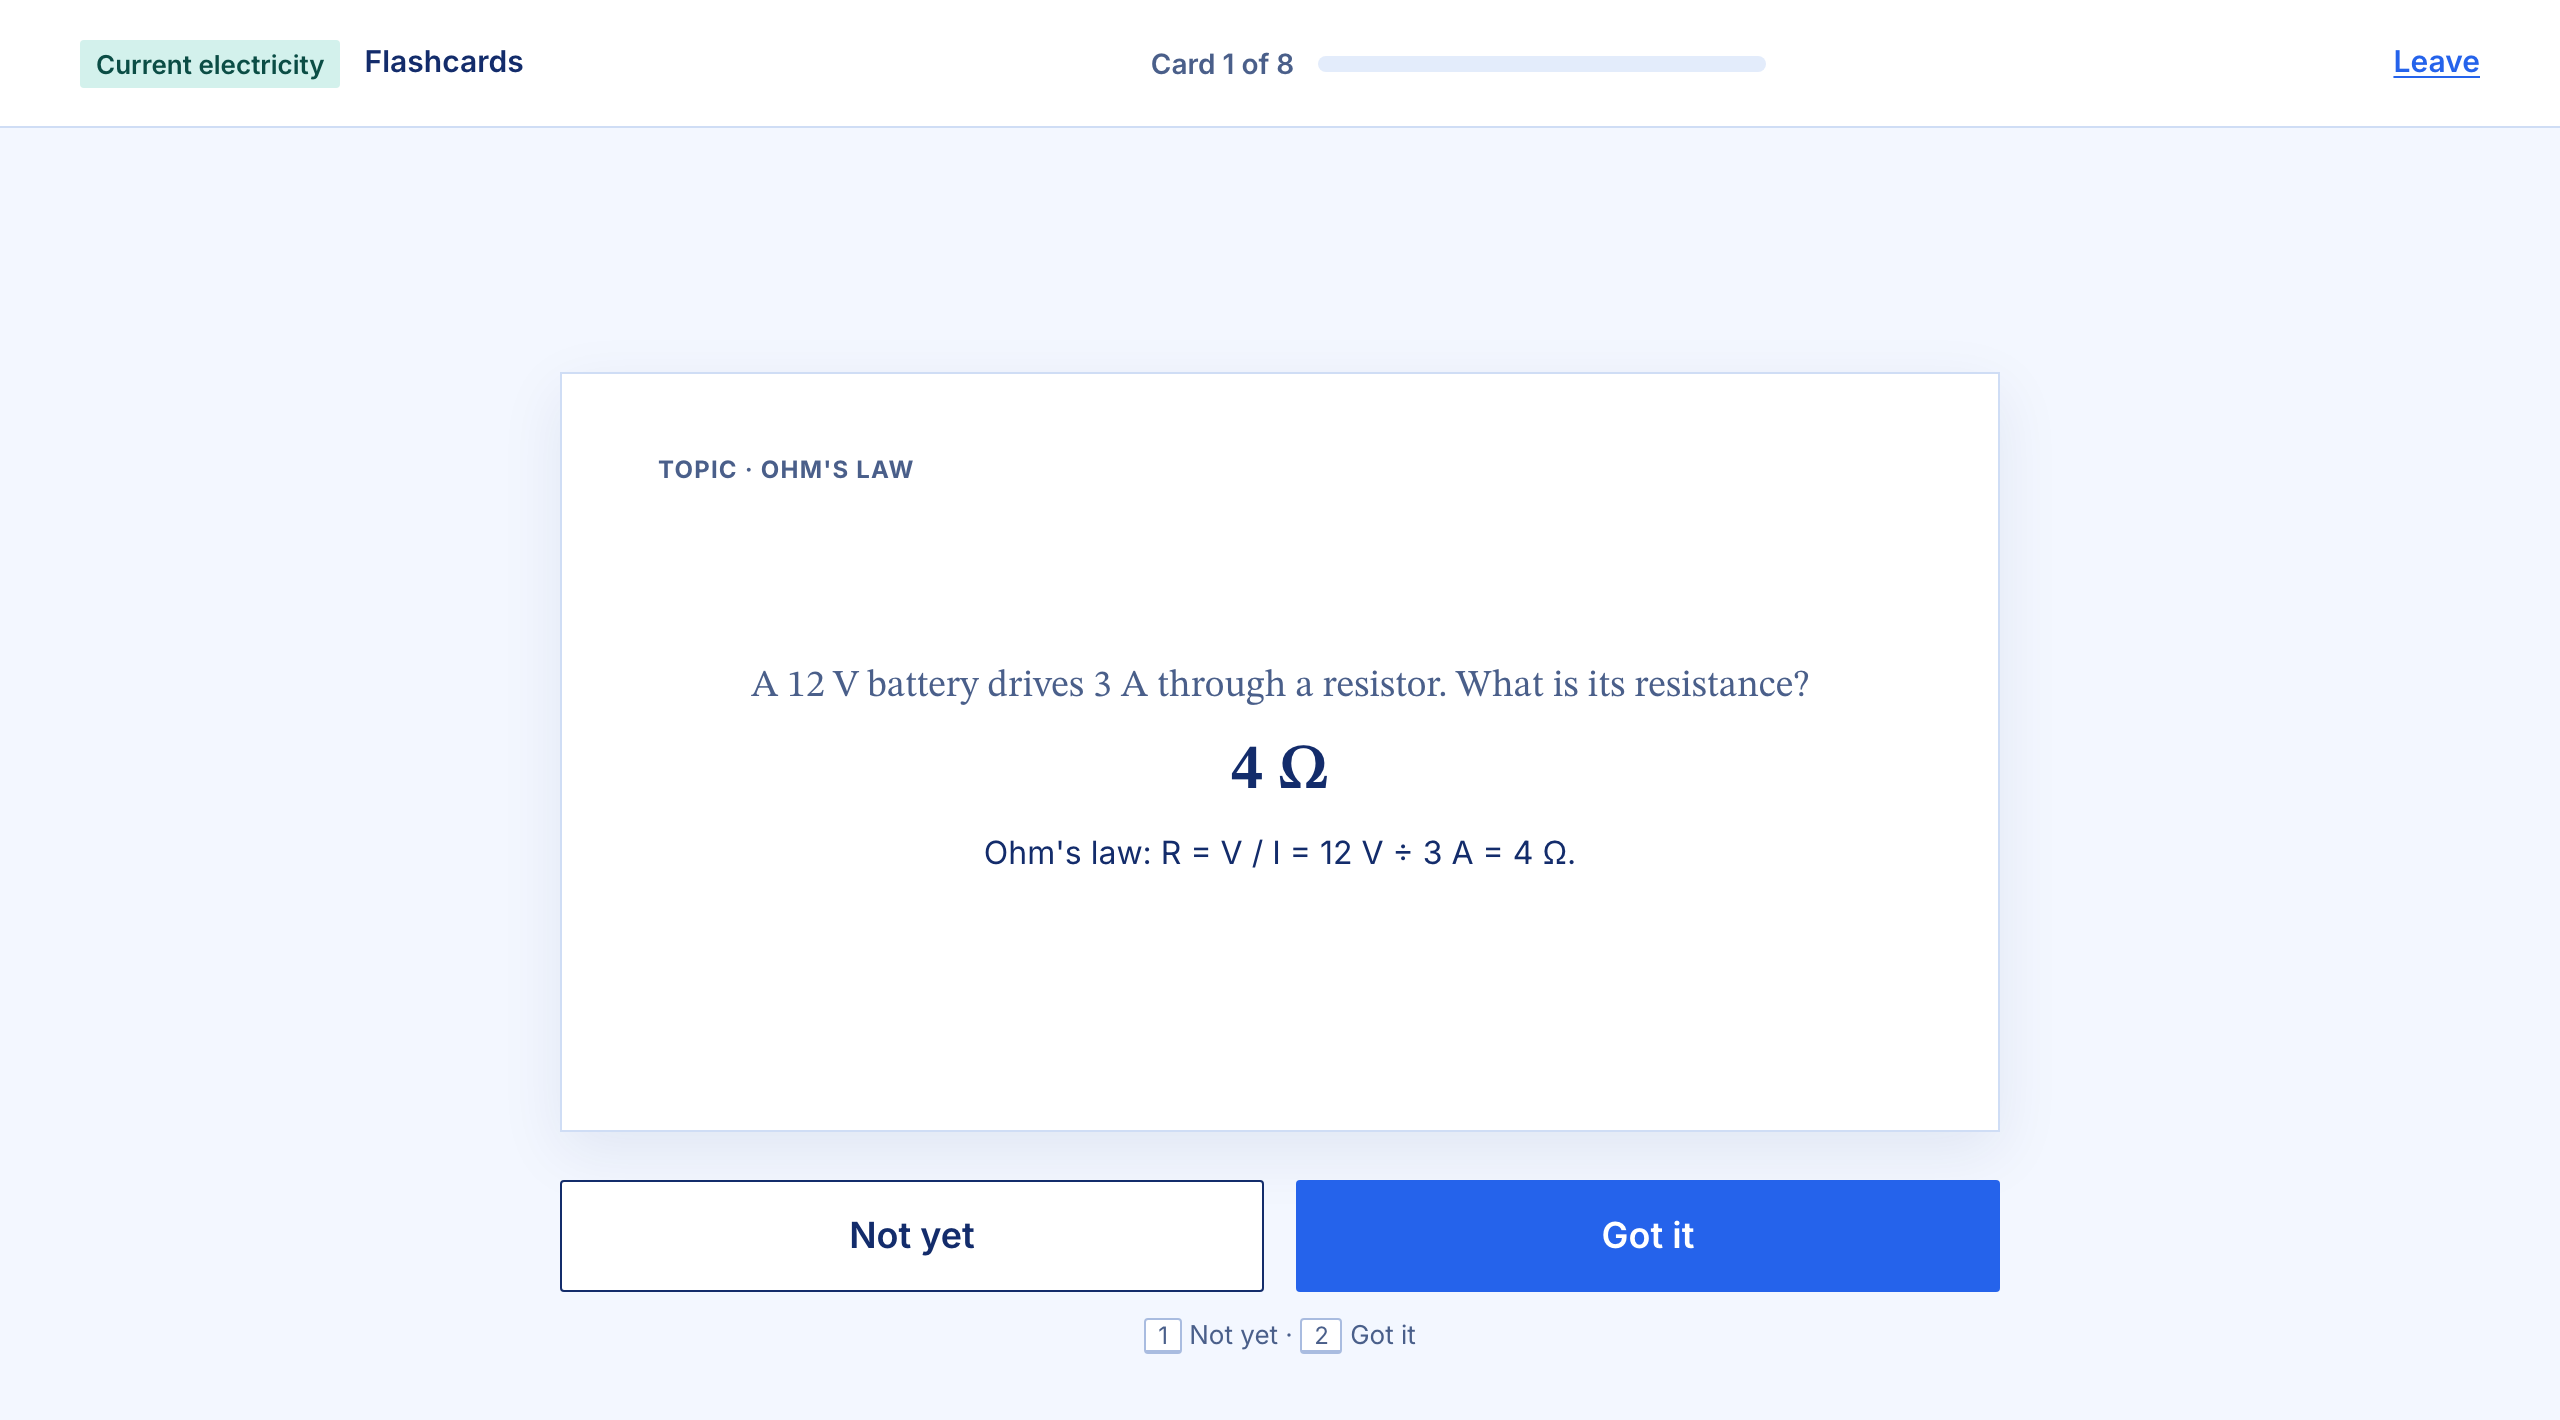 Current electricity
Flashcards
Card 1 of 8
Leave
TOPIC · OHM'S LAW
A 12 V battery drives 3 A through a resistor. What is its resistance?
4 Ω
Ohm's law: R = V / I = 12 V ÷ 3 A = 4 Ω.
Not yet
Got it
1 Not yet · 2 Got it